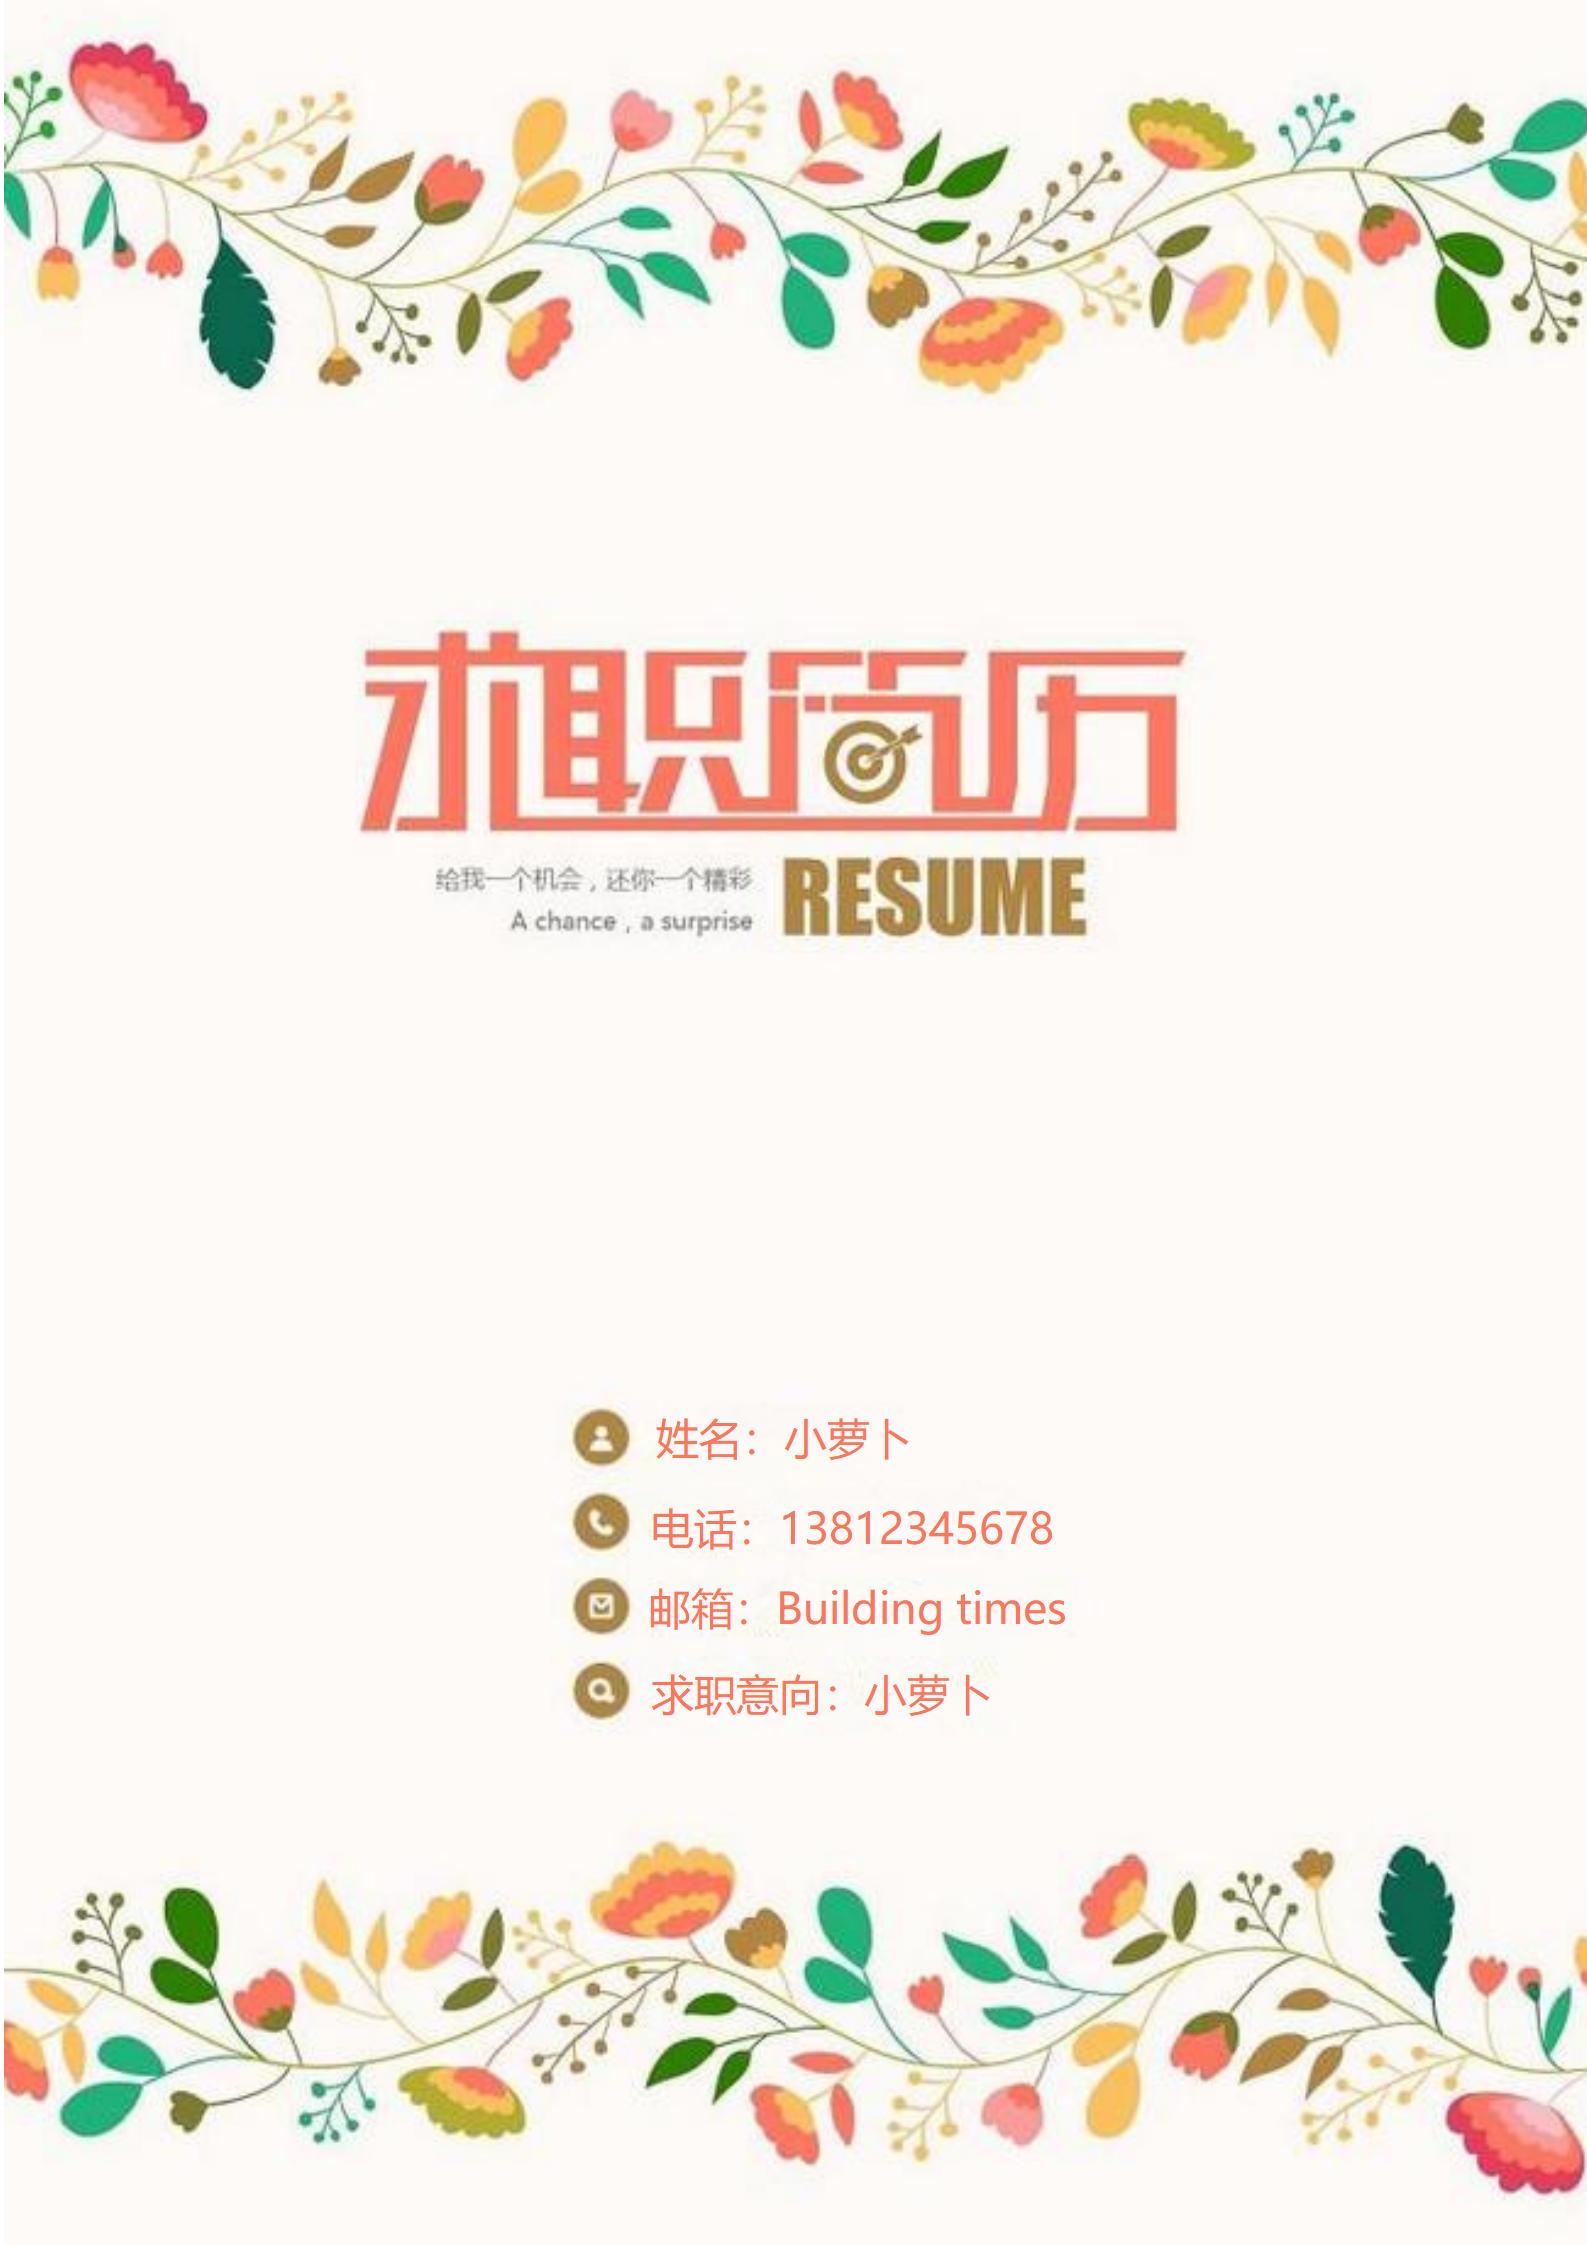 求职简历
给我一个机会，还你一个精彩
A chance , a surprise
RESUME
姓名：小萝卜
电话：13812345678
邮箱：Building times
求职意向：小萝卜